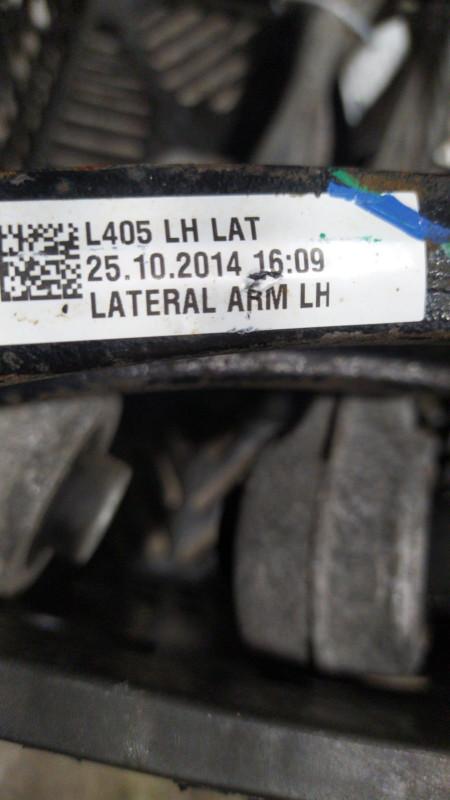 L405 LH LAT
25.10.2014 16:09
LATERAL ARM LH